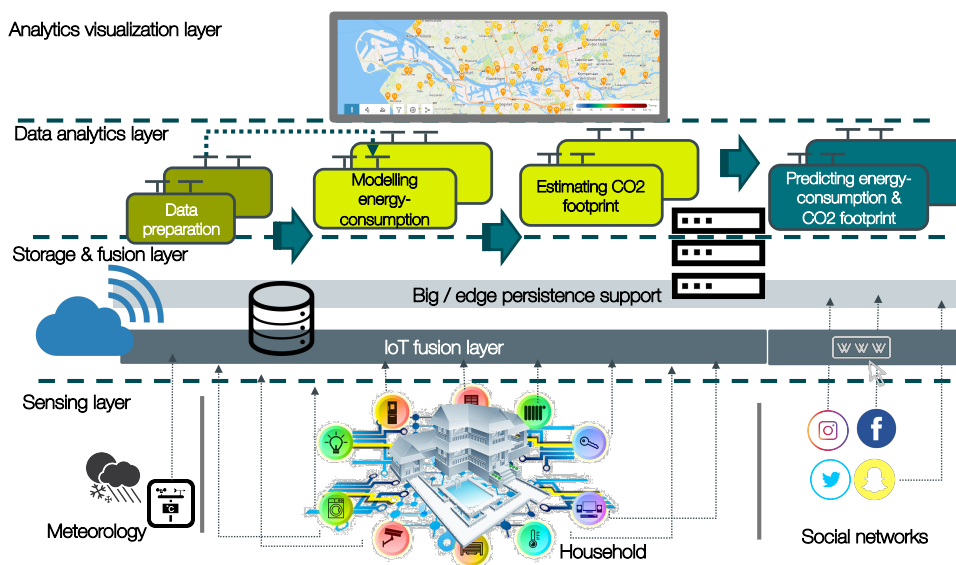 Analytics visualization layer
Rotterdam
Data analytics layer
Data
preparation
Modelling
energy-
consumption
Estimating CO2
footprint
Predicting energy-
consumption &
CO2 footprint
Storage & fusion layer
Big / edge persistence support
IoT fusion layer
W W W
Sensing layer
°C
Meteorology
Household
Social networks